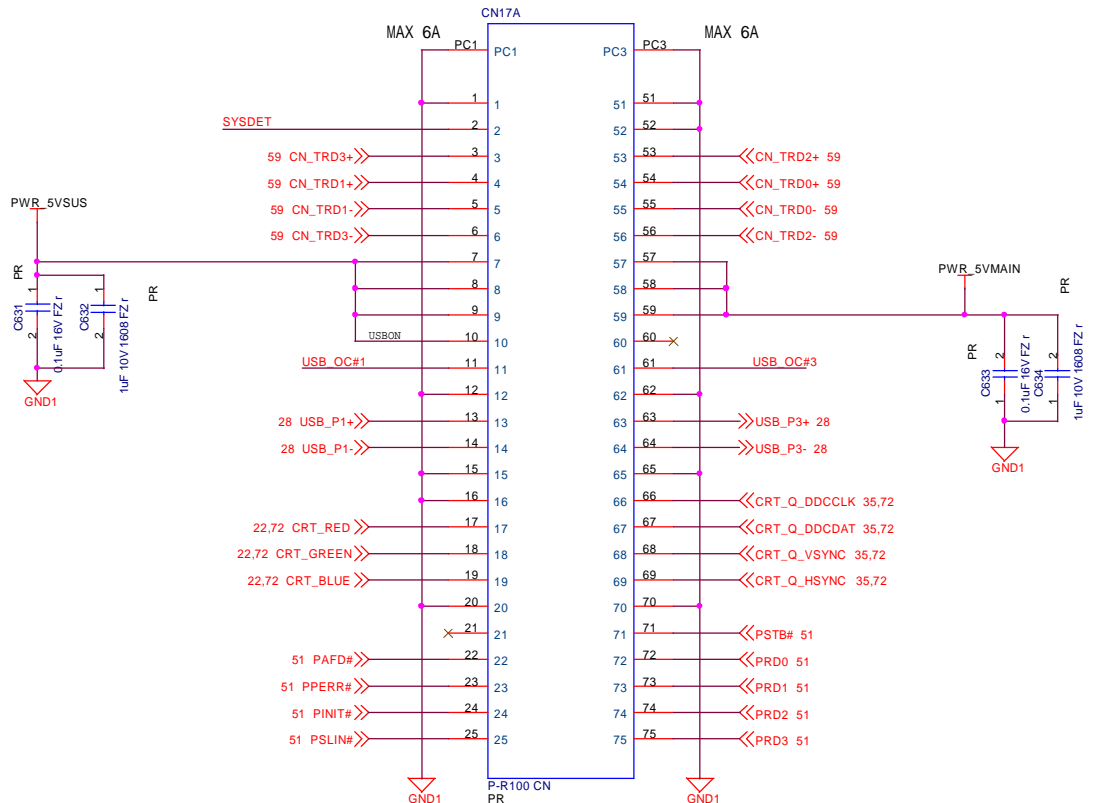 CN17A
MAX 6A
MAX 6A
PC1 PC1
PC3 PC3
1 1
51 51
SYSDET 2 2
52 52
59 CN_TRD3+ 3 3
53 53 CN_TRD2+ 59
59 CN_TRD1+ 4 4
54 54 CN_TRD0+ 59
59 CN_TRD1- 5 5
55 55 CN_TRD0- 59
59 CN_TRD3- 6 6
56 56 CN_TRD2- 59
PWR_5VSUS
7 7
57 57
PWR_5VMAIN
8 8
58 58
9 9
59 59
USBON 10 10
60 60
USB_OC#1 11 11
61 61 USB_OC#3
12 12
62 62
28 USB_P1+ 13 13
63 63 USB_P3+ 28
28 USB_P1- 14 14
64 64 USB_P3- 28
15 15
65 65
16 16
66 66 CRT_Q_DDCCLK 35,72
22,72 CRT_RED 17 17
67 67 CRT_Q_DDCDAT 35,72
22,72 CRT_GREEN 18 18
68 68 CRT_Q_VSYNC 35,72
22,72 CRT_BLUE 19 19
69 69 CRT_Q_HSYNC 35,72
20 20
70 70
21 21
71 71 PSTB# 51
51 PAFD# 22 22
72 72 PRD0 51
51 PPERR# 23 23
73 73 PRD1 51
51 PINIT# 24 24
74 74 PRD2 51
51 PSLIN# 25 25
75 75 PRD3 51
PR
1
2
C631
0.1uF 16V FZ r
1
2
C632
1uF 10V 1608 FZ r
PR
GND1
PR
2
1
C633
0.1uF 16V FZ r
2
1
C634
1uF 10V 1608 FZ r
PR
GND1
GND1
P-R100 CN
PR
GND1